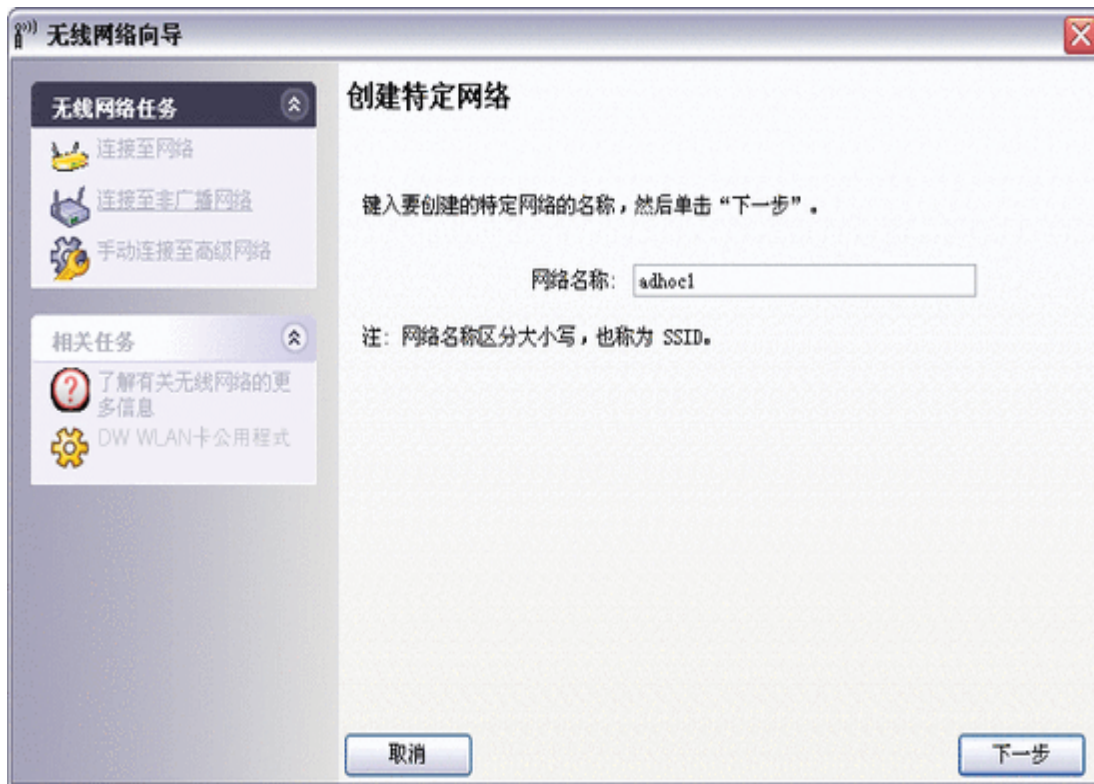 无线网络向导
无线网络任务
连接至网络
连接至非广播网络
手动连接至高级网络
相关任务
了解有关无线网络的更
多信息
DW WLAN卡公用程式
创建特定网络
键入要创建的特定网络的名称，然后单击“下一步”。
网络名称: adhoc1
注: 网络名称区分大小写，也称为 SSID。
取消
下一步